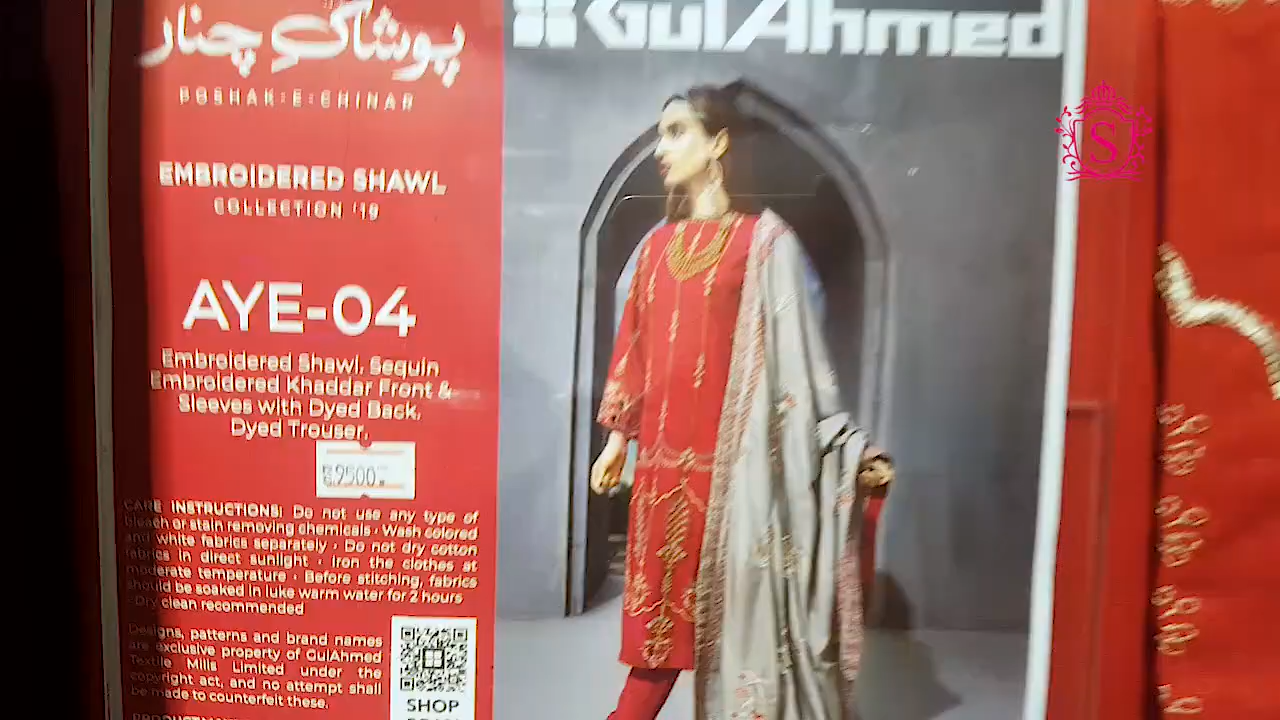 پوشاکِ چنار
POSHAK-E-CHINAR
EMBROIDERED SHAWL
COLLECTION '19
AYE-04
Embroidered Shawl, Sequin
Embroidered Khaddar Front &
Sleeves with Dyed Back,
Dyed Trouser.
9500
CARE INSTRUCTIONS: Do not use any type of
bleach or stain removing chemicals • Wash colored
and white fabrics separately • Do not dry cotton
fabrics in direct sunlight • Iron the clothes at
moderate temperature • Before stitching, fabrics
should be soaked in luke warm water for 2 hours
• Dry clean recommended
Designs, patterns and brand names
are exclusive property of GulAhmed
Textile Mills Limited under the
copyright act, and no attempt shall
be made to counterfeit these.
SHOP
GulAhmed
S